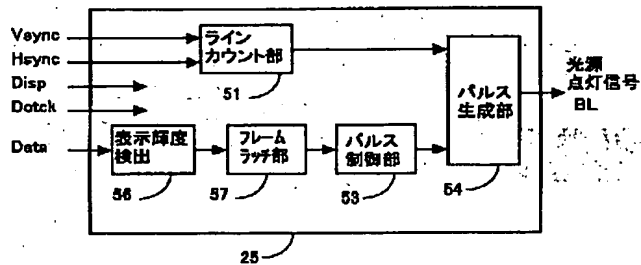 Vsync
Hsync
Disp
Dotck
Data
ライン
カウント部
51
表示輝度
検出
56
フレーム
ラッチ部
57
パルス
制御部
53
パルス
生成部
54
光源
点灯信号
BL
25